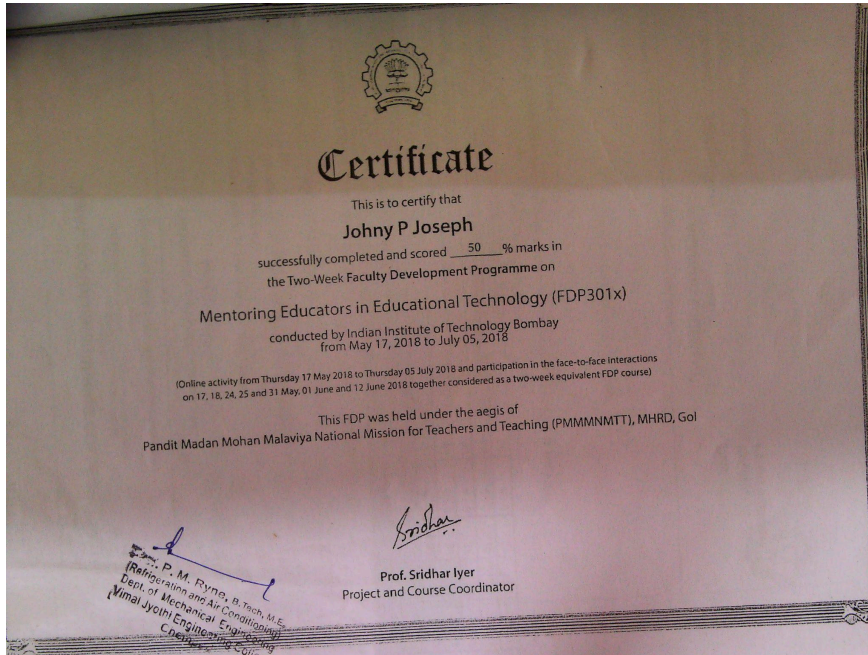 Certificate
This is to certify that
Johny P Joseph
successfully completed and scored 50 % marks in
the Two-Week Faculty Development Programme on
Mentoring Educators in Educational Technology (FDP301x)
conducted by Indian Institute of Technology Bombay
from May 17, 2018 to July 05, 2018
(Online activity from Thursday 17 May 2018 to Thursday 05 July 2018 and participation in the face-to-face Interactions
on 17, 18, 24, 25 and 31 May, 01 June and 12 June 2018 together considered as a two-week equivalent FDP course)
This FDP was held under the aegis of
Pandit Madan Mohan Malaviya National Mission for Teachers and Teaching (PMMMNMTT), MHRD, GoI
Sridhar
Prof. Sridhar Iyer
Project and Course Coordinator
P. M. Ryne, B.Tech, M.E.
(Refrigeration and Air Conditioning)
Dept. of Mechanical Engineering
Vimal Jyothi Engineering